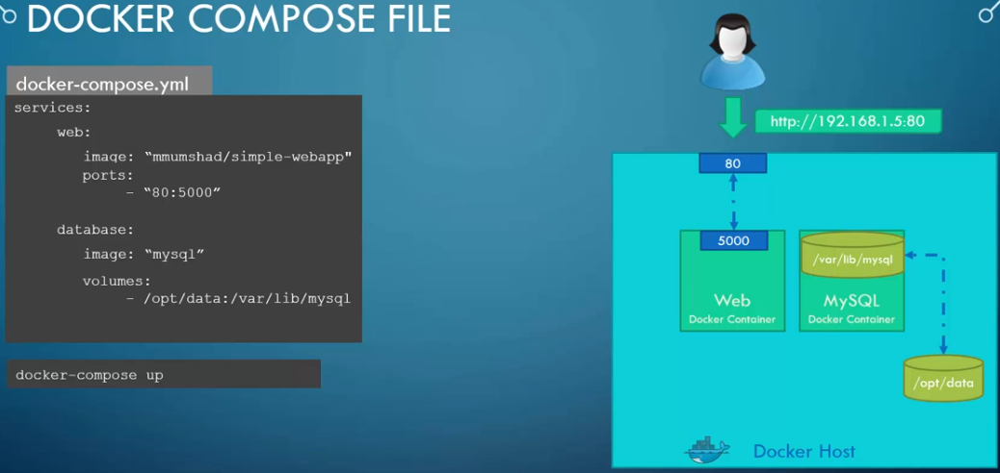 DOCKER COMPOSE FILE
docker-compose.yml
services:
web:
image: “mmumshad/simple-webapp"
ports:
- “80:5000”
database:
image: “mysql”
volumes:
- /opt/data:/var/lib/mysql
docker-compose up
http://192.168.1.5:80
80
5000
Web
Docker Container
/var/lib/mysql
MySQL
Docker Container
/opt/data
Docker Host